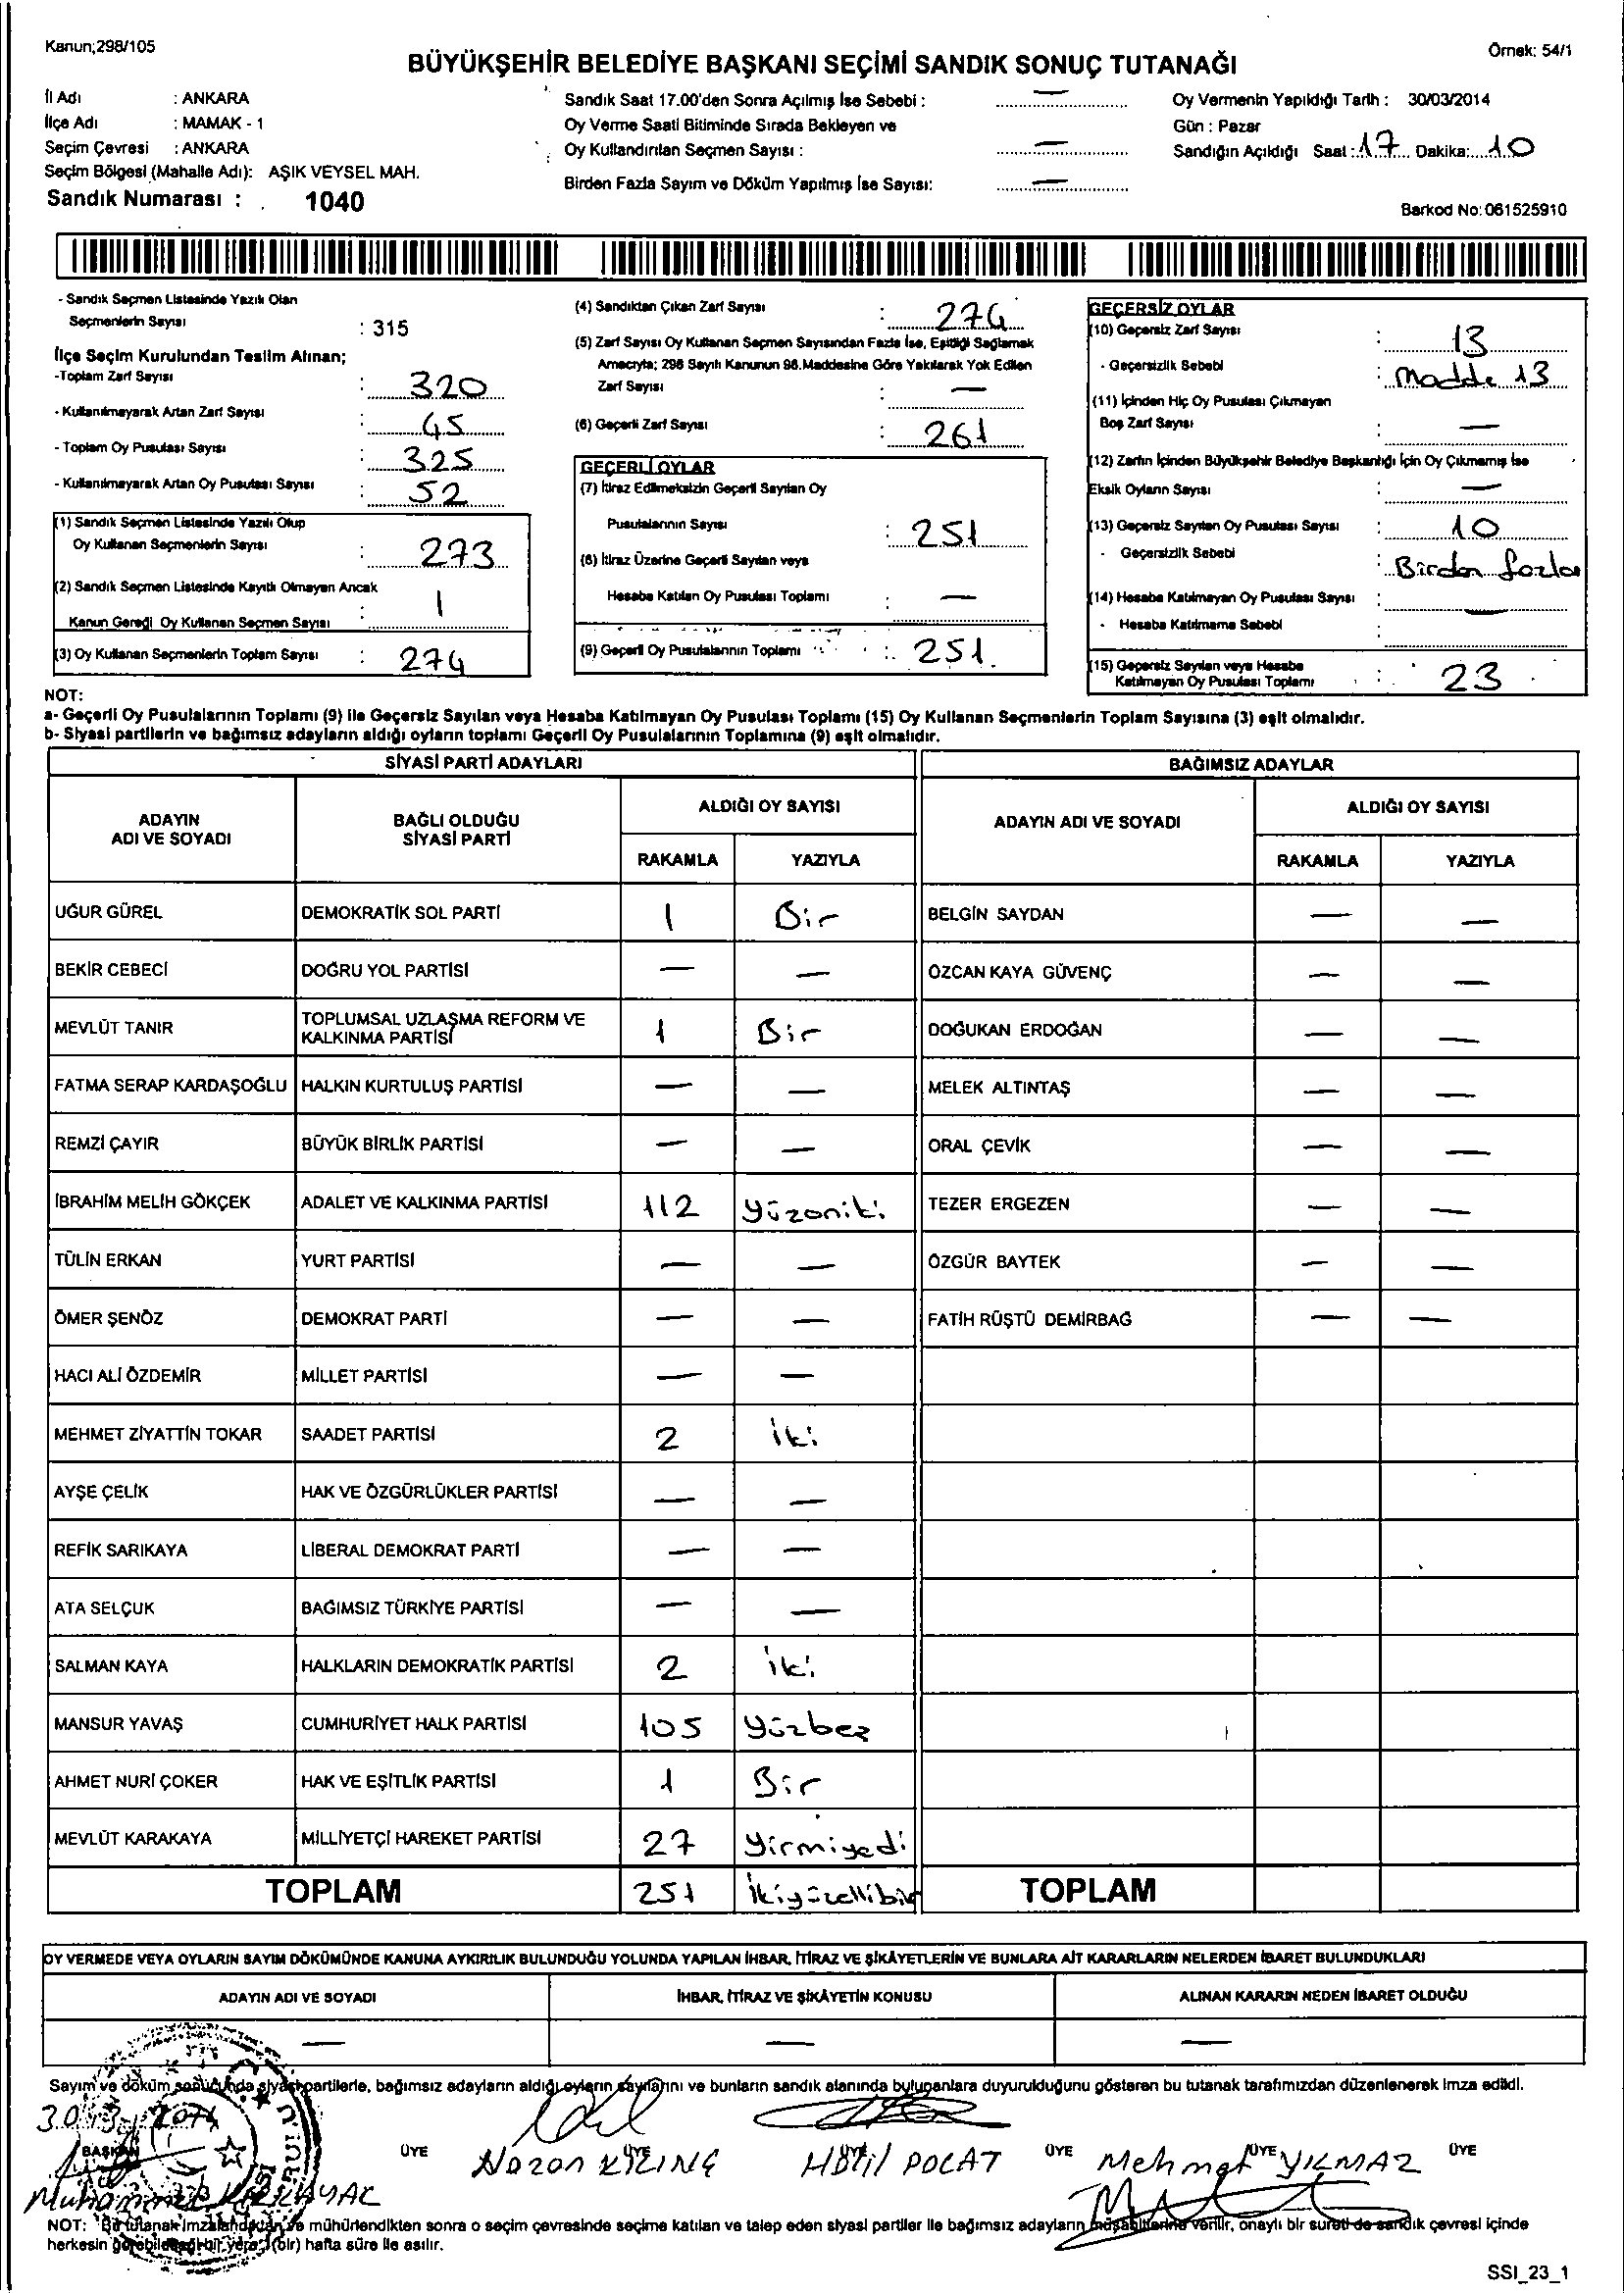 Kanun;298/105
Örnek: 54/1
BÜYÜKŞEHİR BELEDİYE BAŞKANI SEÇİMİ SANDIK SONUÇ TUTANAĞI
İl Adı : ANKARA
İlçe Adı : MAMAK - 1
Seçim Çevresi : ANKARA
Seçim Bölgesi (Mahalle Adı): AŞIK VEYSEL MAH.
Sandık Numarası : 1040
Sandık Saat 17.00'den Sonra Açılmış İse Sebebi : —
Oy Verme Saati Bitiminde Sırada Bekleyen ve
Oy Kullandırılan Seçmen Sayısı : —
Birden Fazla Sayım ve Döküm Yapılmış İse Sayısı: —
Oy Vermenin Yapıldığı Tarih : 30/03/2014
Gün : Pazar
Sandığın Açıldığı Saat : 17 Dakika: 10
Barkod No: 061525910
- Sandık Seçmen Listesinde Yazılı Olan
Seçmenlerin Sayısı : 315
İlçe Seçim Kurulundan Teslim Alınan;
-Toplam Zarf Sayısı : 320
- Kullanılmayarak Artan Zarf Sayısı : 45
- Toplam Oy Pusulası Sayısı : 325
- Kullanılmayarak Artan Oy Pusulası Sayısı : 52
(1) Sandık Seçmen Listesinde Yazılı Olup
Oy Kullanan Seçmenlerin Sayısı : 273
(2) Sandık Seçmen Listesinde Kayıtlı Olmayan Ancak
Kanun Gereği Oy Kullanan Seçmen Sayısı : 1
(3) Oy Kullanan Seçmenlerin Toplam Sayısı : 274
(4) Sandıktan Çıkan Zarf Sayısı : 274
(5) Zarf Sayısı Oy Kullanan Seçmen Sayısından Fazla İse, Eşitliği Sağlamak
Amacıyla; 298 Sayılı Kanunun 98.Maddesine Göre Yakılarak Yok Edilen
Zarf Sayısı : —
(6) Geçerli Zarf Sayısı : 261
GEÇERLİ OYLAR
(7) İtiraz Edilmeksizin Geçerli Sayılan Oy
Pusulalarının Sayısı : 251
(8) İtiraz Üzerine Geçerli Sayılan veya
Hesaba Katılan Oy Pusulası Toplamı : —
(9) Geçerli Oy Pusulalarının Toplamı : 251
GEÇERSİZ OYLAR
(10) Geçersiz Zarf Sayısı : 13
- Geçersizlik Sebebi : Madde 13
(11) İçinden Hiç Oy Pusulası Çıkmayan
Boş Zarf Sayısı : —
(12) Zarfın İçinden Büyükşehir Belediye Başkanlığı İçin Oy Çıkmamış İse
Eksik Oyların Sayısı : —
(13) Geçersiz Sayılan Oy Pusulası Sayısı : 10
- Geçersizlik Sebebi : Birden fazla
(14) Hesaba Katılmayan Oy Pusulası Sayısı : —
- Hesaba Katılmama Sebebi :
(15) Geçersiz Sayılan veya Hesaba
Katılmayan Oy Pusulası Toplamı : 23
NOT:
a- Geçerli Oy Pusulalarının Toplamı (9) ile Geçersiz Sayılan veya Hesaba Katılmayan Oy Pusulası Toplamı (15) Oy Kullanan Seçmenlerin Toplam Sayısına (3) eşit olmalıdır.
b- Siyasi partilerin ve bağımsız adayların aldığı oyların toplamı Geçerli Oy Pusulalarının Toplamına (9) eşit olmalıdır.
SİYASİ PARTİ ADAYLARI
BAĞIMSIZ ADAYLAR
ADAYIN ADI VE SOYADI
BAĞLI OLDUĞU SİYASİ PARTİ
ALDIĞI OY SAYISI
RAKAMLA
YAZIYLA
ADAYIN ADI VE SOYADI
ALDIĞI OY SAYISI
RAKAMLA
YAZIYLA
UĞUR GÜREL DEMOKRATİK SOL PARTİ 1 Bir BELGİN SAYDAN — —
BEKİR CEBECİ DOĞRU YOL PARTİSİ — — ÖZCAN KAYA GÜVENÇ — —
MEVLÜT TANIR TOPLUMSAL UZLAŞMA REFORM VE KALKINMA PARTİSİ 1 Bir DOĞUKAN ERDOĞAN — —
FATMA SERAP KARDAŞOĞLU HALKIN KURTULUŞ PARTİSİ — — MELEK ALTINTAŞ — —
REMZİ ÇAYIR BÜYÜK BİRLİK PARTİSİ — — ORAL ÇEVİK — —
İBRAHİM MELİH GÖKÇEK ADALET VE KALKINMA PARTİSİ 112 Yüzoniki TEZER ERGEZEN — —
TÜLİN ERKAN YURT PARTİSİ — — ÖZGÜR BAYTEK — —
ÖMER ŞENÖZ DEMOKRAT PARTİ — — FATİH RÜŞTÜ DEMİRBAĞ — —
HACI ALİ ÖZDEMİR MİLLET PARTİSİ — —
MEHMET ZİYATTİN TOKAR SAADET PARTİSİ 2 iki
AYŞE ÇELİK HAK VE ÖZGÜRLÜKLER PARTİSİ — —
REFİK SARIKAYA LİBERAL DEMOKRAT PARTİ — —
ATA SELÇUK BAĞIMSIZ TÜRKİYE PARTİSİ — —
SALMAN KAYA HALKLARIN DEMOKRATİK PARTİSİ 2 iki
MANSUR YAVAŞ CUMHURİYET HALK PARTİSİ 105 Yüzbeş
AHMET NURİ ÇOKER HAK VE EŞİTLİK PARTİSİ 1 Bir
MEVLÜT KARAKAYA MİLLİYETÇİ HAREKET PARTİSİ 27 Yirmiyedi
TOPLAM 251 ikiyüzellibir TOPLAM
OY VERMEDE VEYA OYLARIN SAYIM DÖKÜMÜNDE KANUNA AYKIRILIK BULUNDUĞU YOLUNDA YAPILAN İHBAR, İTİRAZ VE ŞİKÂYETLERİN VE BUNLARA AİT KARARLARIN NELERDEN İBARET BULUNDUKLARI
ADAYIN ADI VE SOYADI İHBAR, İTİRAZ VE ŞİKÂYETİN KONUSU ALINAN KARARIN NEDEN İBARET OLDUĞU
— — —
Sayım ve döküm sonucunda siyasi partilerle, bağımsız adayların aldığı oyların sayılarını ve bunların sandık alanında bulunanlara duyurulduğunu gösteren bu tutanak tarafımızdan düzenlenerek imza edildi.
30/3/2014
BAŞKAN ÜYE ÜYE ÜYE ÜYE ÜYE ÜYE
Halil POLAT Mehmet YILMAZ
NOT: Bu tutanak imzalandıktan ve mühürlendikten sonra o seçim çevresinde seçime katılan ve talep eden siyasi partiler ile bağımsız adayların müşahitlerine verilir, onaylı bir sureti de sandık çevresi içinde
herkesin görebileceği bir yere 1 (bir) hafta süre ile asılır.
SSI_23_1